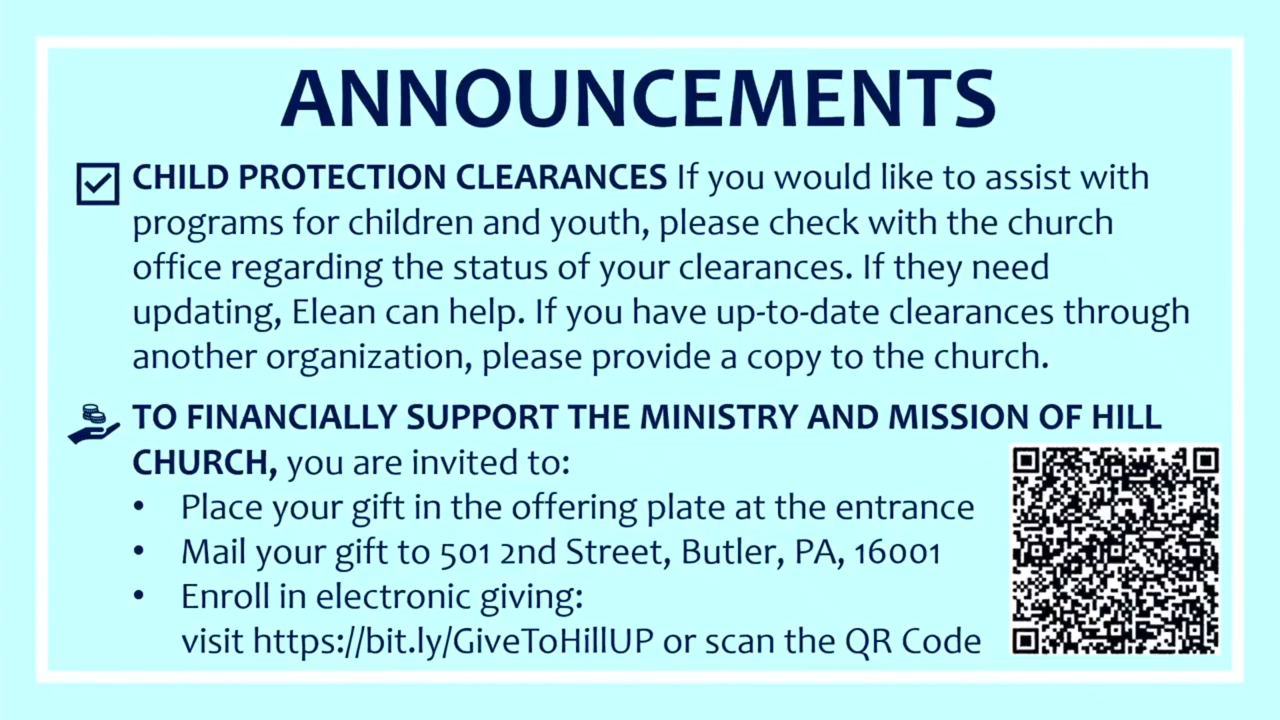 ANNOUNCEMENTS
CHILD PROTECTION CLEARANCES If you would like to assist with
programs for children and youth, please check with the church
office regarding the status of your clearances. If they need
updating, Elean can help. If you have up-to-date clearances through
another organization, please provide a copy to the church.
TO FINANCIALLY SUPPORT THE MINISTRY AND MISSION OF HILL
CHURCH, you are invited to:
• Place your gift in the offering plate at the entrance
• Mail your gift to 501 2nd Street, Butler, PA, 16001
• Enroll in electronic giving:
visit https://bit.ly/GiveToHillUP or scan the QR Code